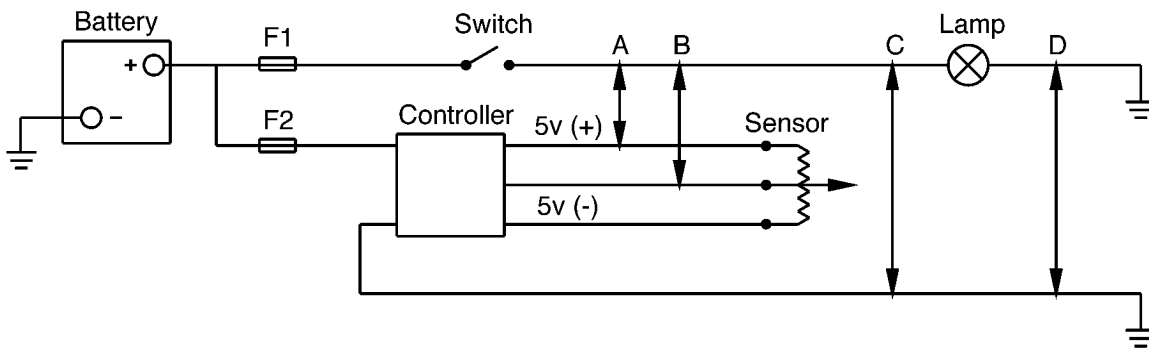 Battery
F1
Switch
A
B
C
Lamp
D
+
-
F2
Controller
5v (+)
Sensor
5v (-)